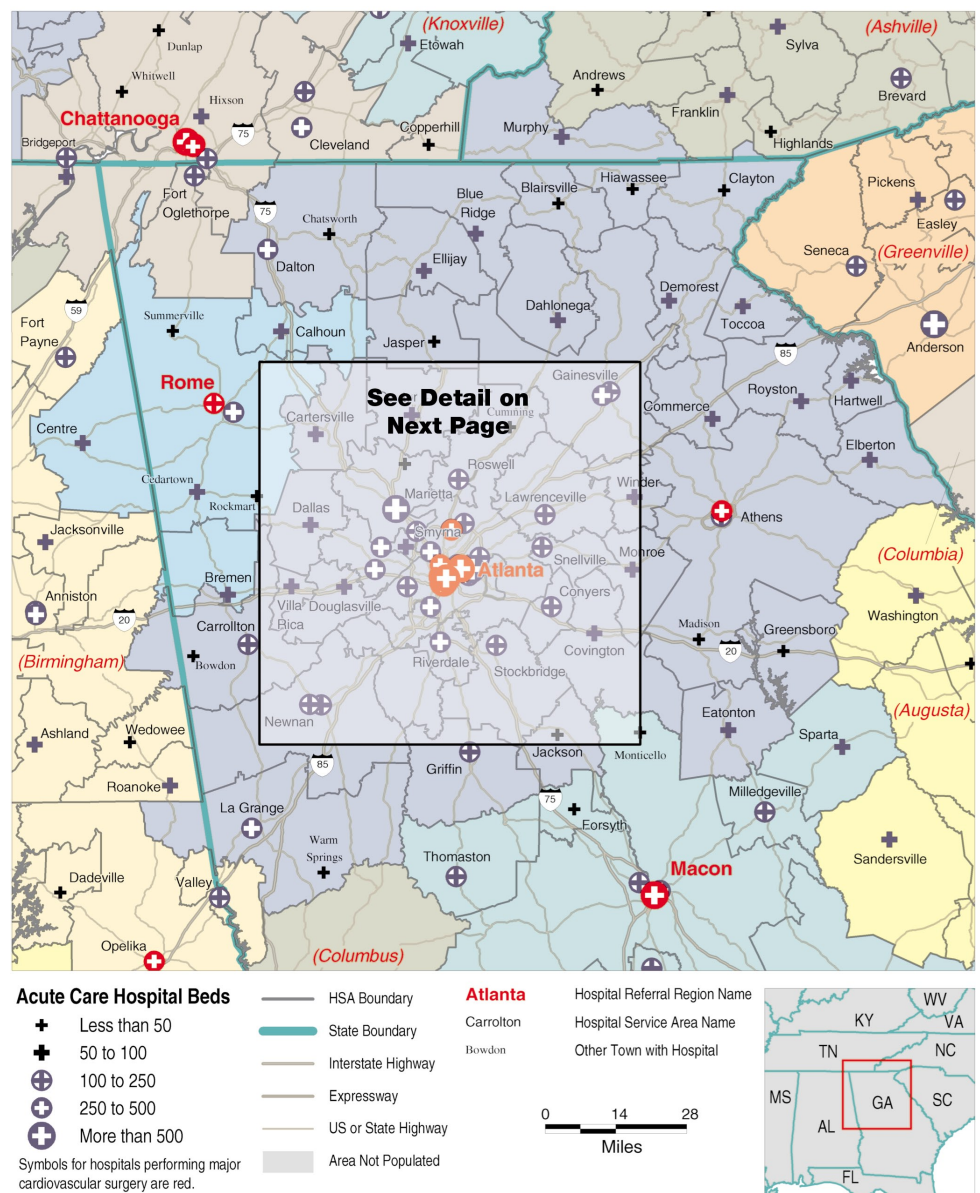 (Knoxville)
(Ashville)
Dunlap
Etowah
Sylva
Whitwell
Andrews
Hixson
Brevard
Chattanooga
75
Franklin
Bridgeport
Cleveland
Copperhill
Murphy
Highlands
Fort
Oglethorpe
75
Chatsworth
Blue
Ridge
Blairsville
Hiawassee
Clayton
Pickens
Easley
Seneca
(Greenville)
Dalton
Ellijay
Dahlonega
Demorest
Toccoa
59
Fort
Payne
Summerville
Calhoun
Jasper
Anderson
85
Rome
See Detail on
Next Page
Gainesville
Cartersville
Cumming
Commerce
Royston
Hartwell
Centre
Roswell
Elberton
Cedartown
Rockmart
Marietta
Lawrenceville
Winder
Dallas
Smyrna
Athens
Jacksonville
Snellville
Monroe
(Columbia)
Atlanta
Anniston
Bremen
Villa
Rica
Douglasville
Conyers
Washington
20
Carrollton
Covington
Madison
Greensboro
(Birmingham)
Bowdon
Riverdale
Stockbridge
20
Newnan
Eatonton
(Augusta)
Ashland
Wedowee
Jackson
Monticello
Sparta
Roanoke
85
Griffin
La Grange
75
Forsyth
Milledgeville
Warm
Springs
Thomaston
Sandersville
Dadeville
Valley
Macon
Opelika
(Columbus)
Acute Care Hospital Beds
Less than 50
50 to 100
100 to 250
250 to 500
More than 500
Symbols for hospitals performing major
cardiovascular surgery are red.
HSA Boundary
State Boundary
Interstate Highway
Expressway
US or State Highway
Area Not Populated
Atlanta Hospital Referral Region Name
Carrolton Hospital Service Area Name
Bowdon Other Town with Hospital
0 14 28
Miles
WV
KY
VA
TN
NC
MS
AL
GA
SC
FL